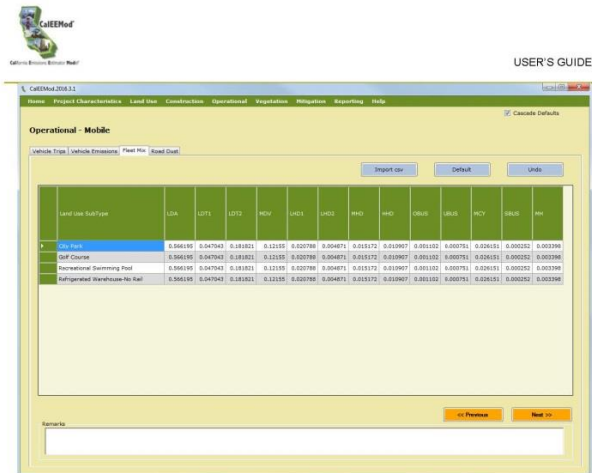 CalEEMod
California Emissions Estimator Model
USER'S GUIDE
CalEEMod.2016.3.1
Home Project Characteristics Land Use Construction Operational Vegetation Mitigation Reporting Help
Cascade Defaults
Operational - Mobile
Vehicle Trips Vehicle Emissions Fleet Mix Road Dust
Import csv Default Undo
Land Use SubType LDA LDT1 LDT2 MDV LHD1 LHD2 MHD HHD OBUS UBUS MCY SBUS MH
City Park 0.566195 0.047043 0.181821 0.12155 0.020788 0.004871 0.015172 0.010907 0.001102 0.000751 0.026151 0.000252 0.003398
Golf Course 0.566195 0.047043 0.181821 0.12155 0.020788 0.004871 0.015172 0.010907 0.001102 0.000751 0.026151 0.000252 0.003398
Recreational Swimming Pool 0.566195 0.047043 0.181821 0.12155 0.020788 0.004871 0.015172 0.010907 0.001102 0.000751 0.026151 0.000252 0.003398
Refrigerated Warehouse-No Rail 0.566195 0.047043 0.181821 0.12155 0.020788 0.004871 0.015172 0.010907 0.001102 0.000751 0.026151 0.000252 0.003398
<< Previous Next >>
Remarks